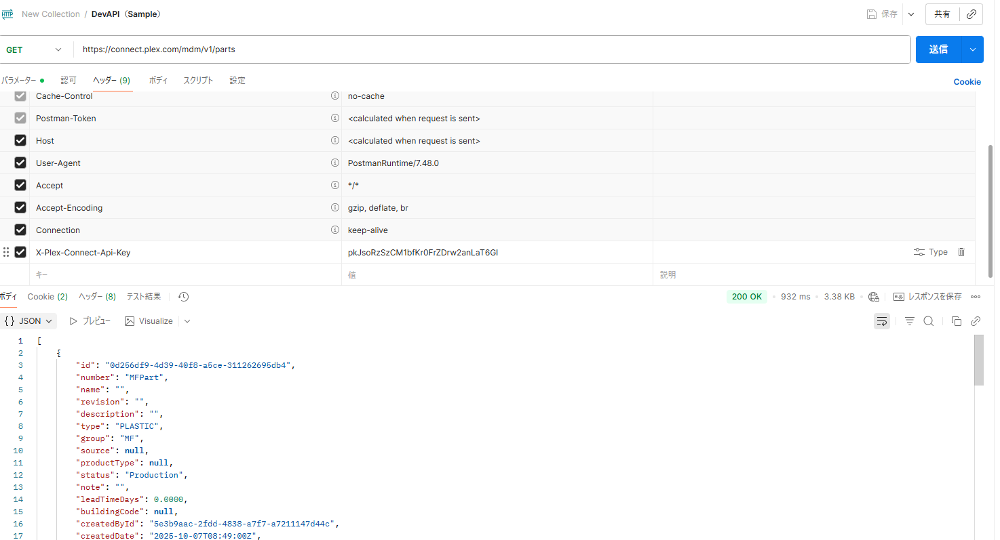 HTTP New Collection / DevAPI（Sample）
保存
共有
GET
https://connect.plex.com/mdm/v1/parts
送信
パラメーター 認可 ヘッダー (9) ボディ スクリプト 設定
Cookie
Cache-Control no-cache
Postman-Token <calculated when request is sent>
Host <calculated when request is sent>
User-Agent PostmanRuntime/7.48.0
Accept */*
Accept-Encoding gzip, deflate, br
Connection keep-alive
X-Plex-Connect-Api-Key pkJsoRzSzCM1bfKr0FrZDrw2anLaT6GI Type
キー 値 説明
ボディ Cookie (2) ヘッダー (8) テスト結果
200 OK 932 ms 3.38 KB e.g. レスポンスを保存
{} JSON プレビュー Visualize
1 [
2 {
3 "id": "0d256df9-4d39-40f8-a5ce-311262695db4",
4 "number": "MFPart",
5 "name": "",
6 "revision": "",
7 "description": "",
8 "type": "PLASTIC",
9 "group": "MF",
10 "source": null,
11 "productType": null,
12 "status": "Production",
13 "note": "",
14 "leadTimeDays": 0.0000,
15 "buildingCode": null,
16 "createdById": "5e3b9aac-2fdd-4838-a7f7-a7211147d44c",
17 "createdDate": "2025-10-07T08:49:00Z",